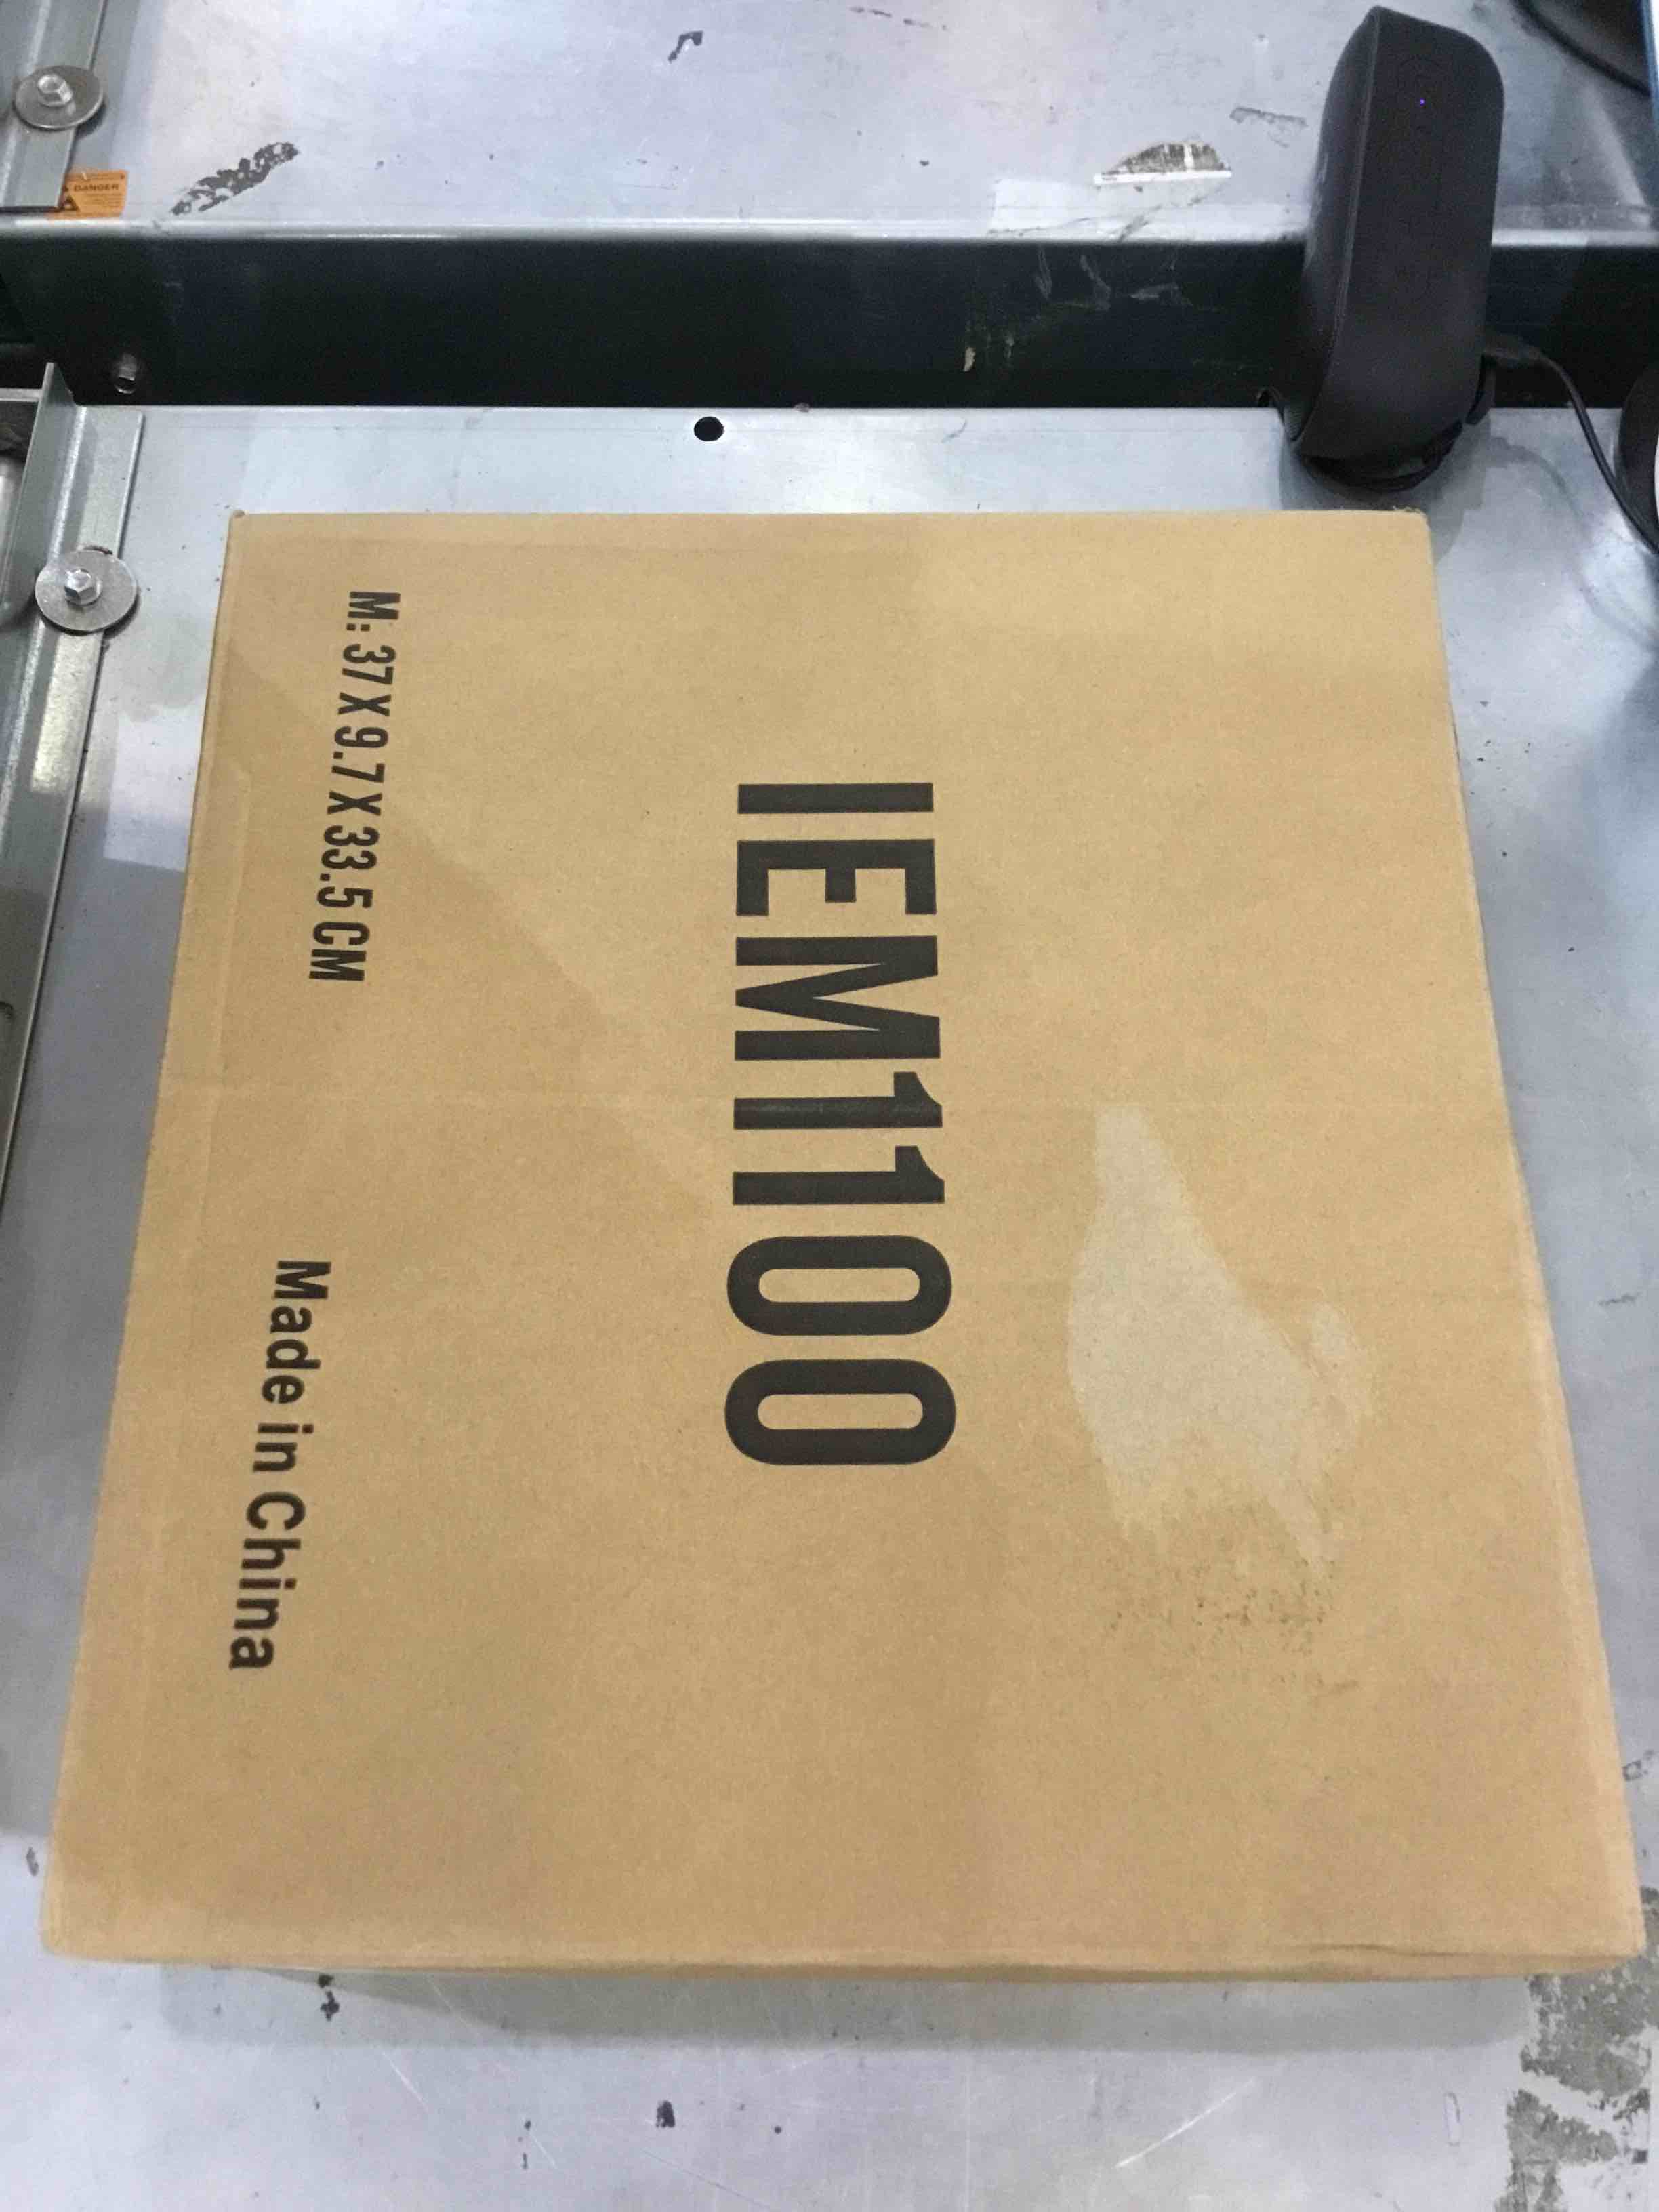 DANGER
IEM1100
M: 37 X 9.7 X 33.5 CM
Made in China